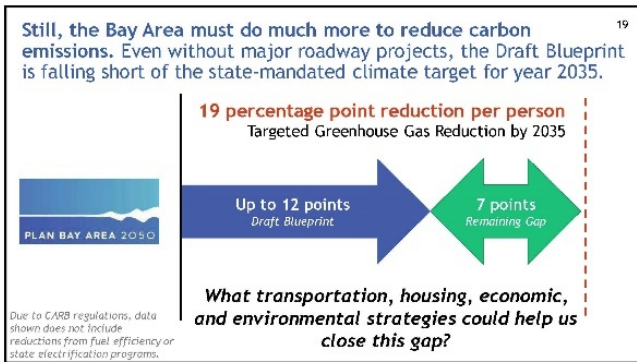 19
Still, the Bay Area must do much more to reduce carbon
emissions. Even without major roadway projects, the Draft Blueprint
is falling short of the state-mandated climate target for year 2035.
19 percentage point reduction per person
Targeted Greenhouse Gas Reduction by 2035
Up to 12 points
Draft Blueprint
7 points
Remaining Gap
PLAN BAY AREA 2050
What transportation, housing, economic,
and environmental strategies could help us
close this gap?
Due to CARB regulations, data
shown does not include
reductions from fuel efficiency or
state electrification programs.